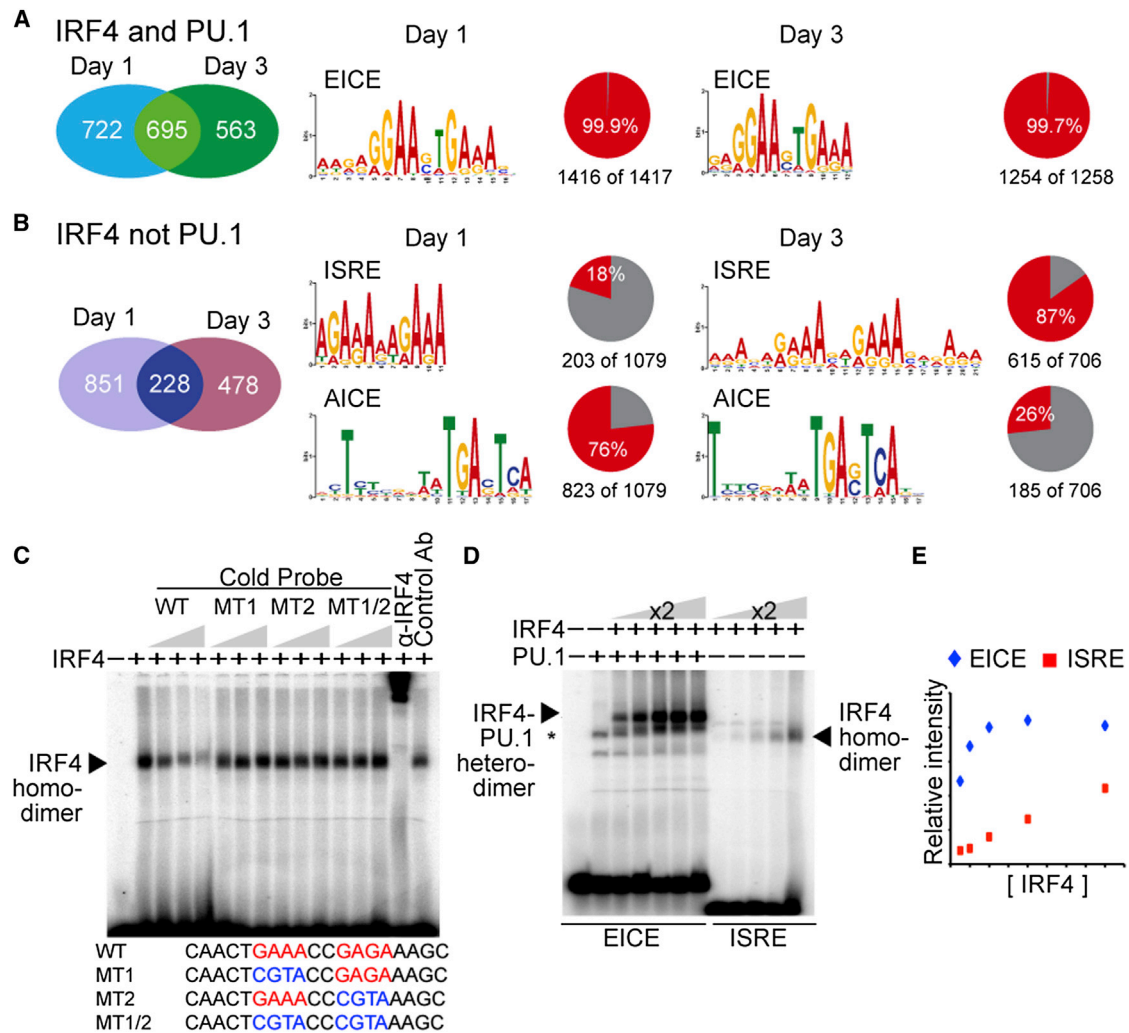 A
IRF4 and PU.1
Day 1
Day 3
Day 1
Day 3
722
695
563
EICE
99.9%
1416 of 1417
EICE
99.7%
1254 of 1258
B
IRF4 not PU.1
Day 1
Day 3
Day 1
Day 3
851
228
478
ISRE
18%
203 of 1079
ISRE
87%
615 of 706
AICE
76%
823 of 1079
AICE
26%
185 of 706
C
Cold Probe
WT MT1 MT2 MT1/2
α-IRF4
Control Ab
IRF4 − + + + + + + + + + + + + + + +
IRF4
homo-
dimer
WT CAACTGAAACCGAGAAAGC
MT1 CAACTCGTACCGAGAAAGC
MT2 CAACTGAAACCCGTAAAGC
MT1/2 CAACTCGTACCCGTAAAGC
D
x2
x2
IRF4 − − + + + + + + + + + +
PU.1 − + + + + + + − − − − −
IRF4-
PU.1 *
hetero-
dimer
IRF4
homo-
dimer
EICE
ISRE
E
EICE
ISRE
Relative intensity
[ IRF4 ]